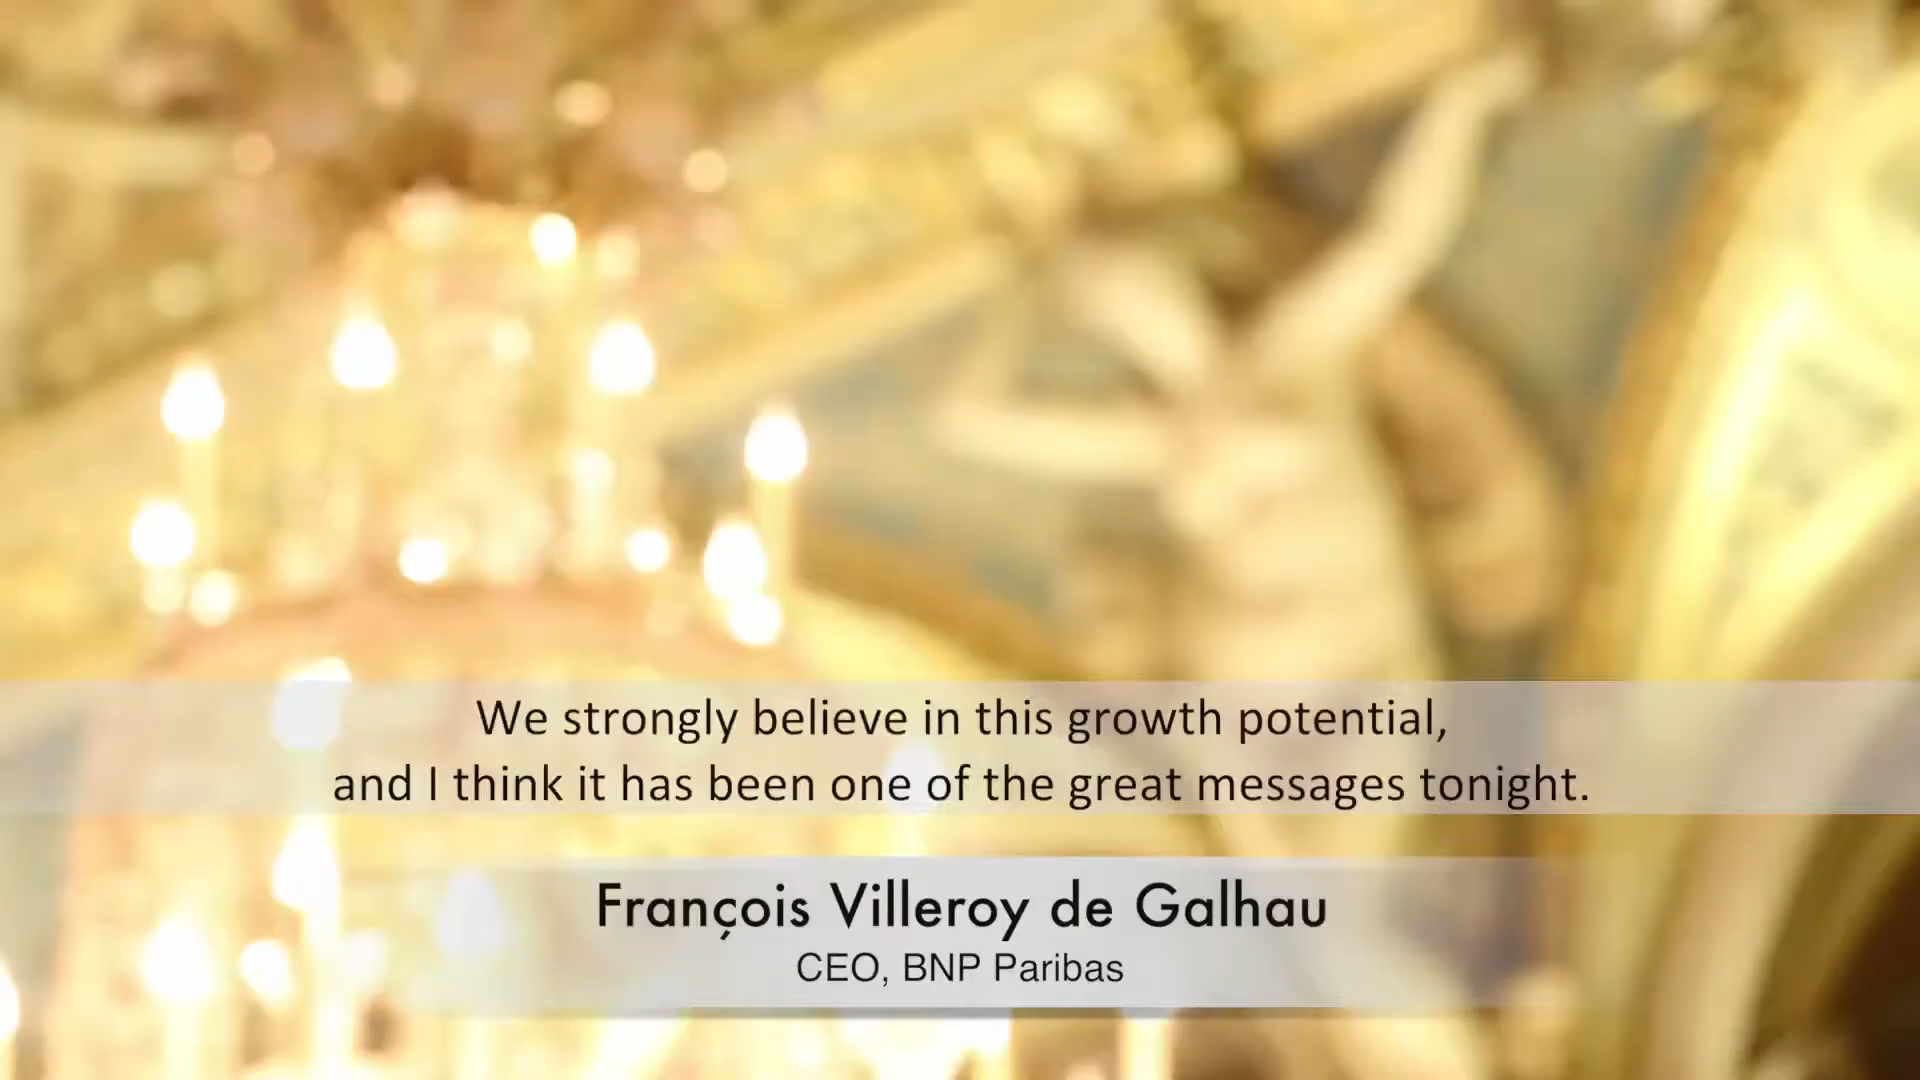 We strongly believe in this growth potential,
and I think it has been one of the great messages tonight.
François Villeroy de Galhau
CEO, BNP Paribas